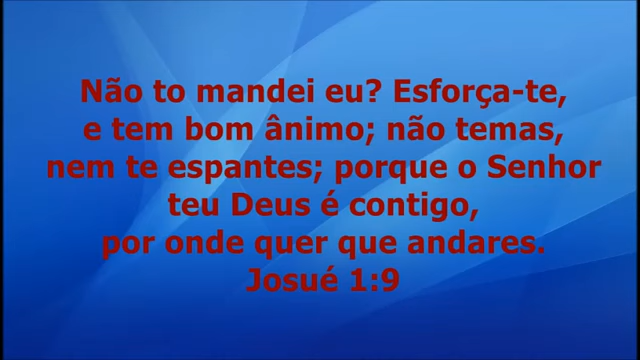 Não to mandei eu? Esforça-te,
e tem bom ânimo; não temas,
nem te espantes; porque o Senhor
teu Deus é contigo,
por onde quer que andares.
Josué 1:9